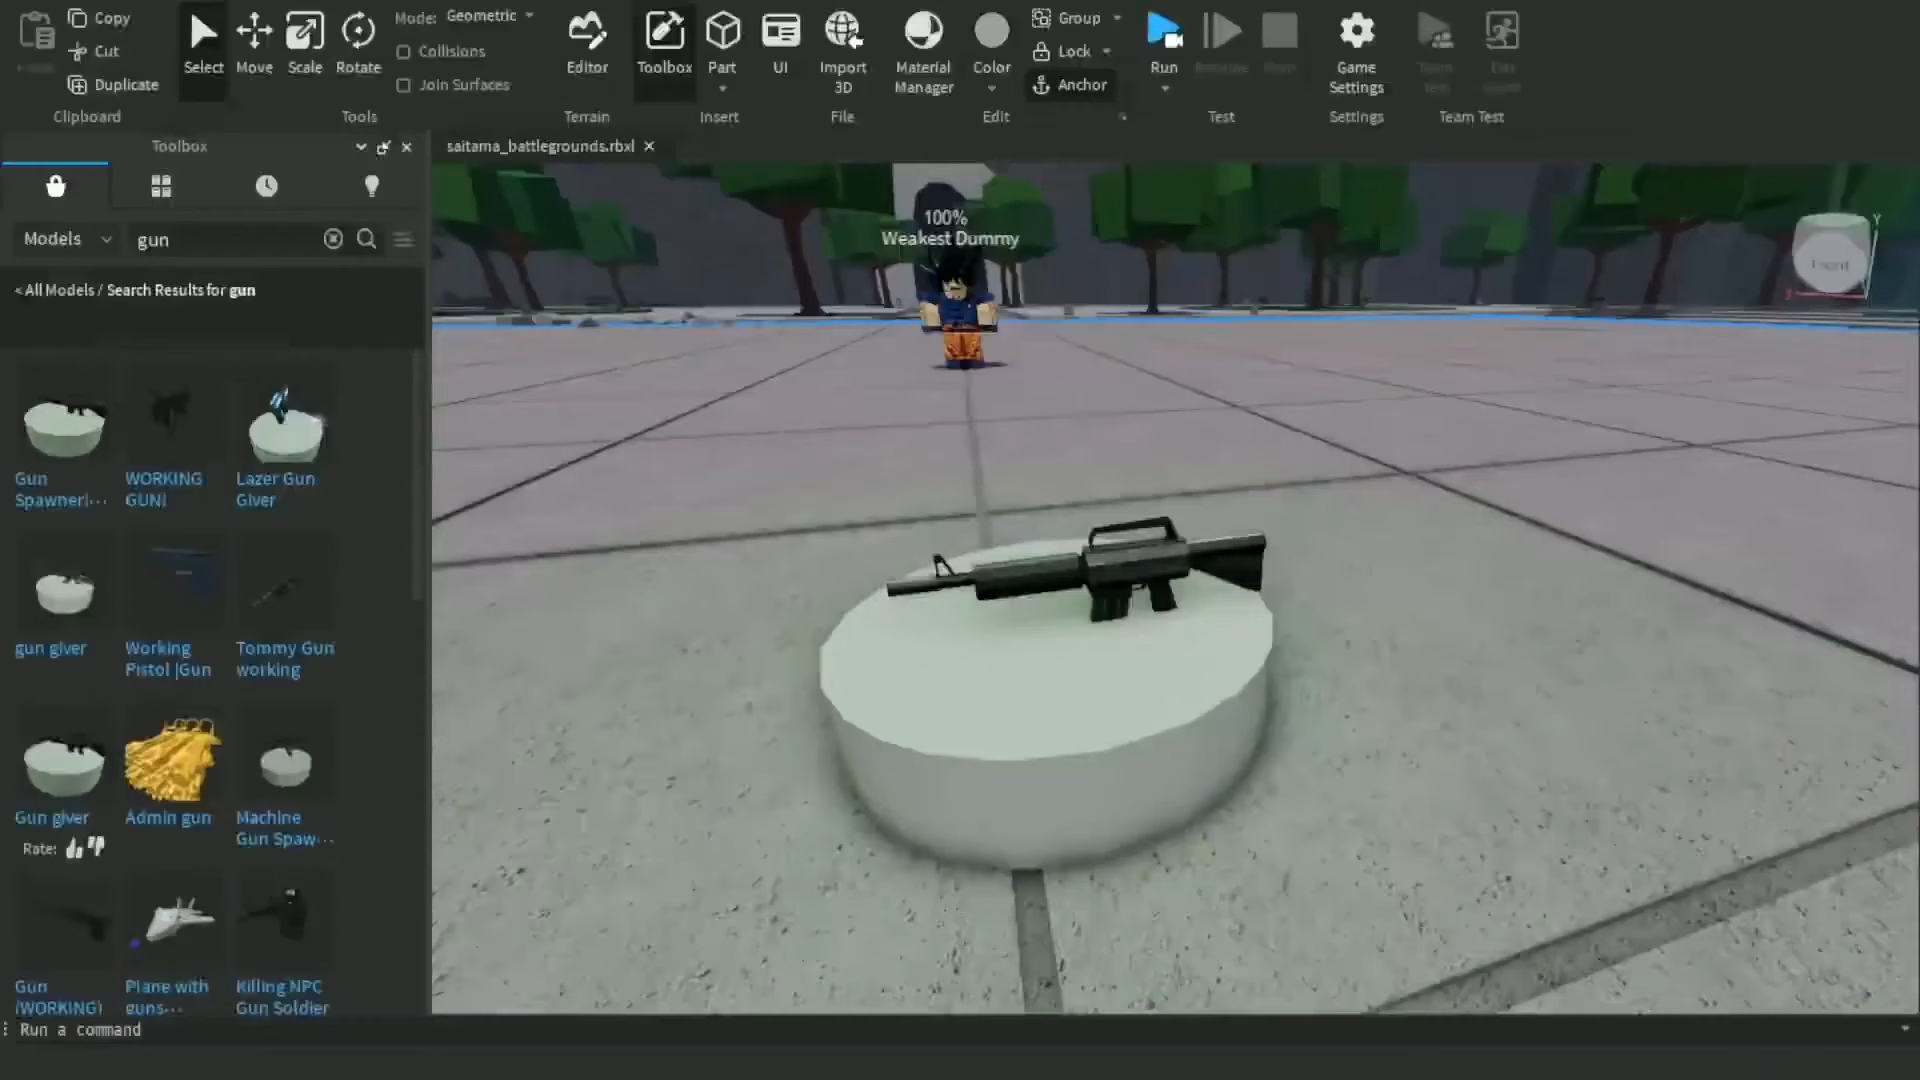 Copy
Cut
Duplicate
Clipboard
Select
Move
Scale
Rotate
Mode: Geometric
Collisions
Join Surfaces
Tools
Editor
Terrain
Toolbox
Part
UI
Insert
Import
3D
File
Material
Manager
Color
Group
Lock
Anchor
Edit
Run
Test
Game
Settings
Settings
Team Test
Toolbox
saitama_battlegrounds.rbxl
Models
gun
< All Models / Search Results for gun
Gun
Spawner!...
WORKING
GUN!
Lazer Gun
Giver
gun giver
Working
Pistol |Gun
Tommy Gun
working
Gun giver
Rate:
Admin gun
Machine
Gun Spaw...
Gun
(WORKING)
Plane with
guns...
Killing NPC
Gun Soldier
100%
Weakest Dummy
Front
Y
Run a command